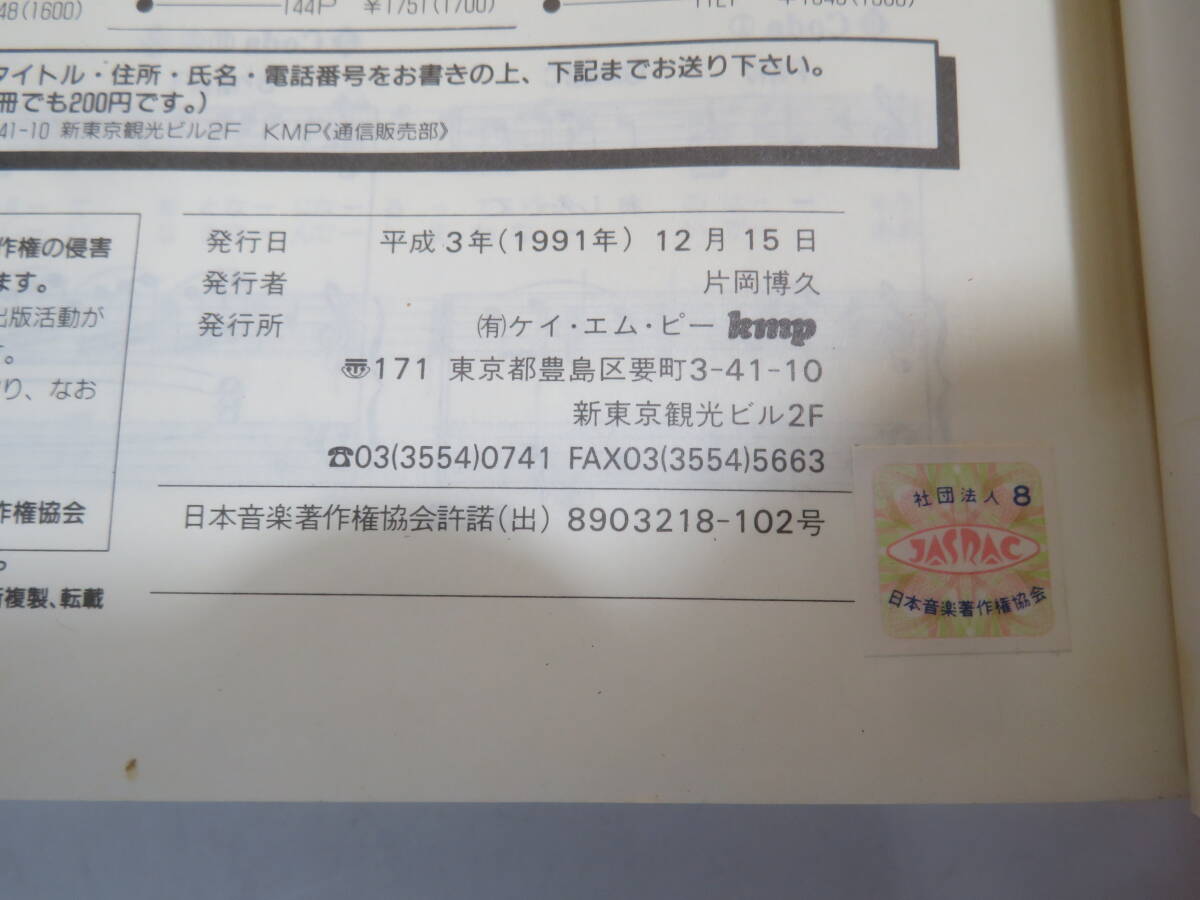 48(1600)
144P ¥1751(1700)
タイトル・住所・氏名・電話番号をお書きの上、下記までお送り下さい。
冊でも200円です。)
41-10 新東京観光ビル2F KMP《通信販売部》
作権の侵害
ます。
出版活動が
す。
り、なお
作権協会
P
所複製、転載
発行日 平成3年(1991年) 12月15日
発行者 片岡博久
発行所 ㈲ケイ・エム・ピー kmp
〠171 東京都豊島区要町3-41-10
新東京観光ビル2F
☎03(3554)0741 FAX03(3554)5663
日本音楽著作権協会許諾(出) 8903218-102号
社団法人 8
JASRAC
日本音楽著作権協会